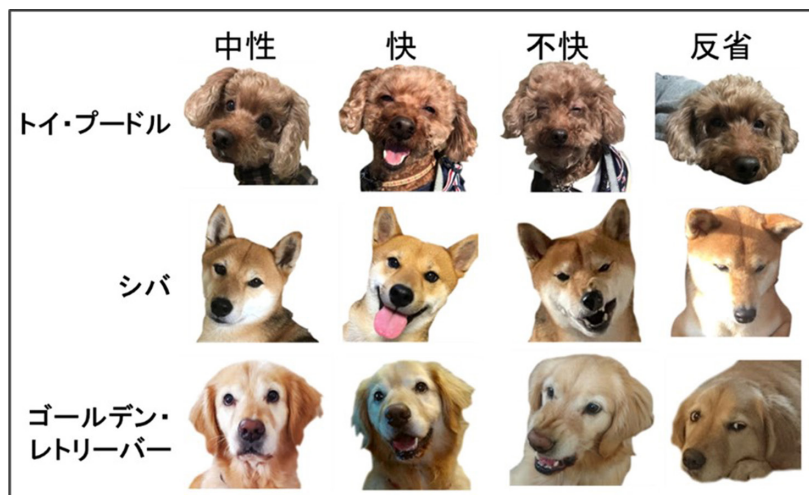 中性 快 不快 反省
トイ・プードル
シバ
ゴールデン・
レトリーバー